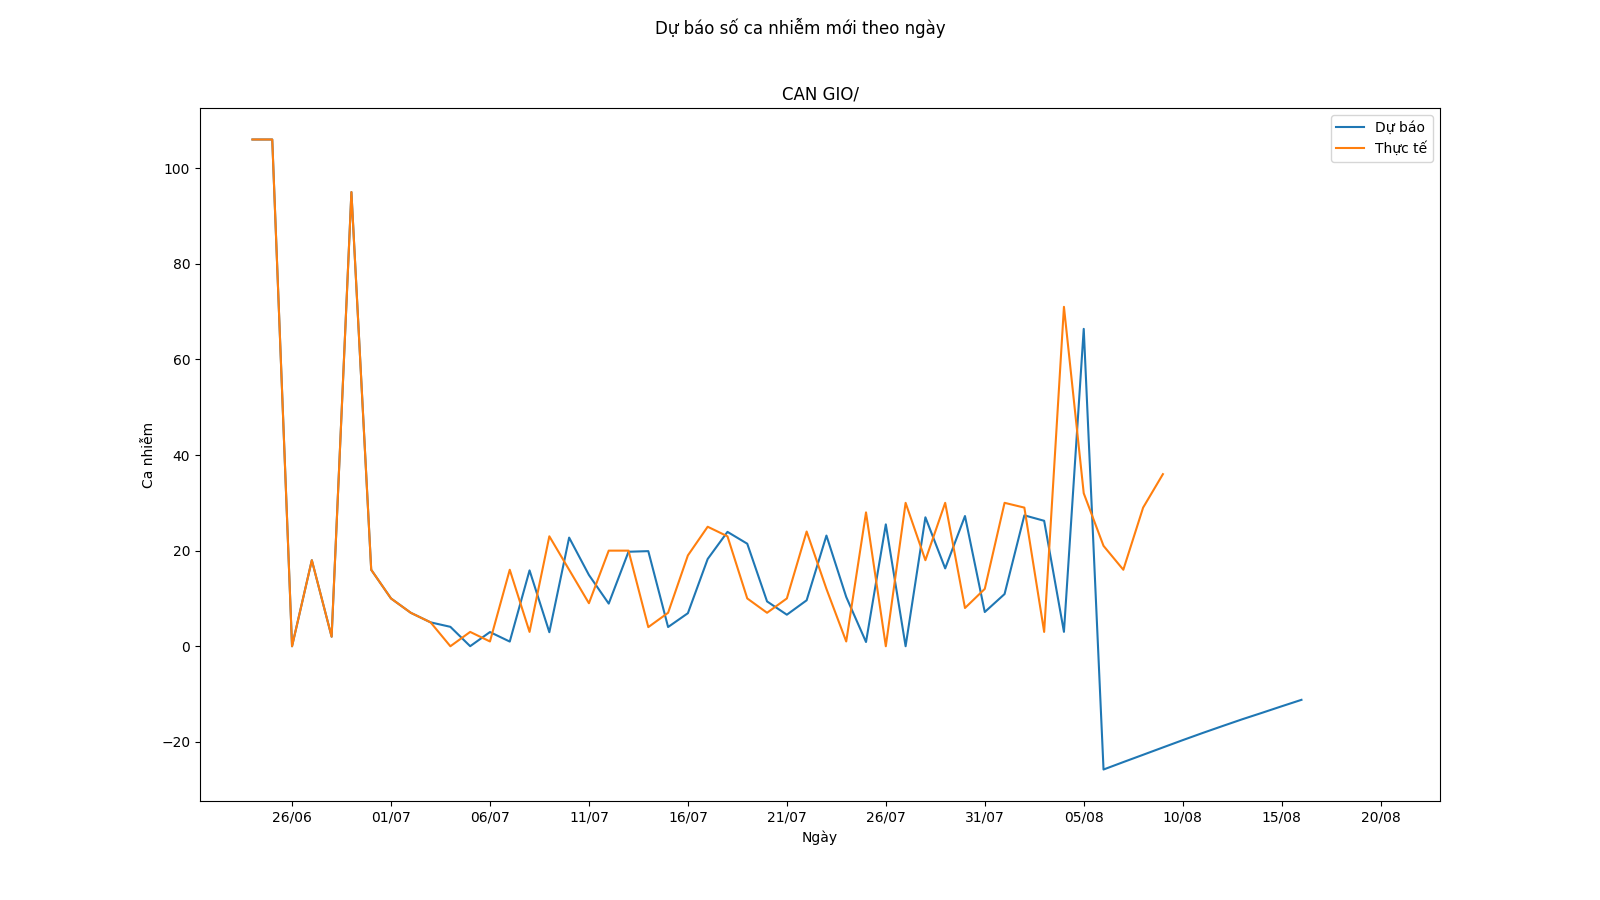 Dự báo số ca nhiễm mới theo ngày
CAN GIO/
Dự báo
Thực tế
100
80
60
40
20
0
−20
Ca nhiễm
26/06 01/07 06/07 11/07 16/07 21/07 26/07 31/07 05/08 10/08 15/08 20/08
Ngày